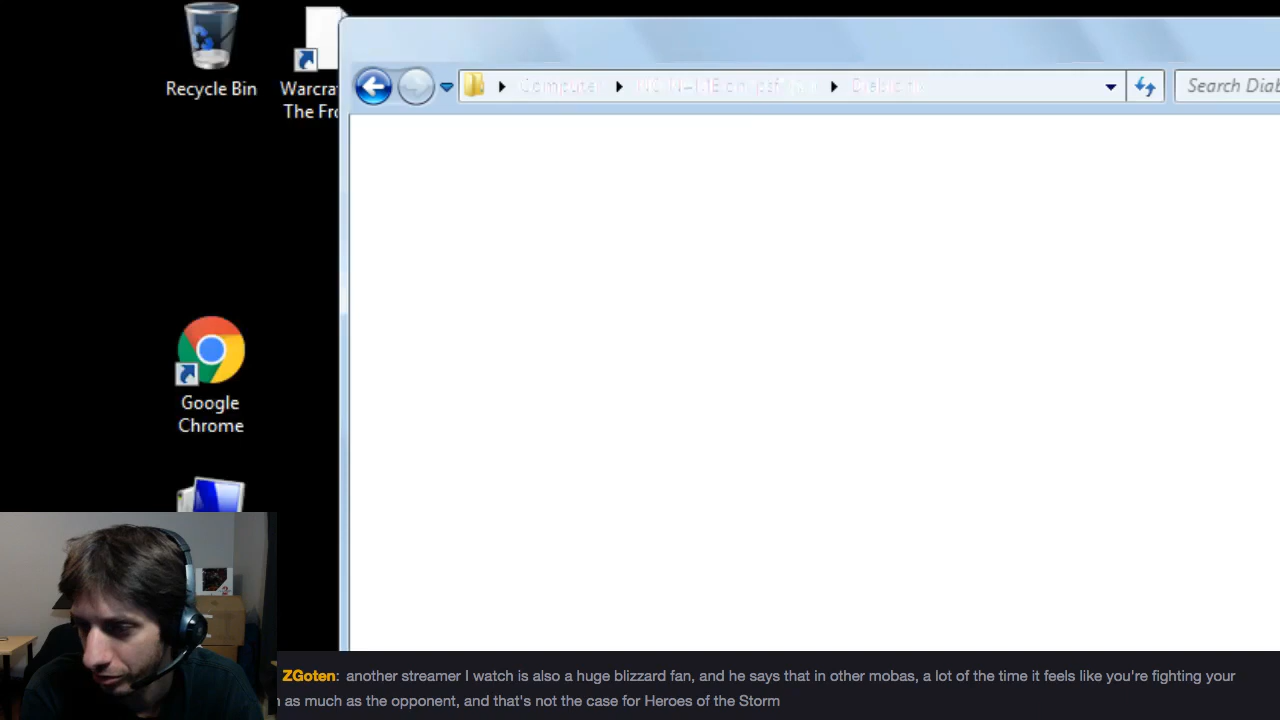 Recycle Bin
Warcra
The Fro
Computer
Search Diab
Google
Chrome
ZGoten: another streamer I watch is also a huge blizzard fan, and he says that in other mobas, a lot of the time it feels like you're fighting your
as much as the opponent, and that's not the case for Heroes of the Storm